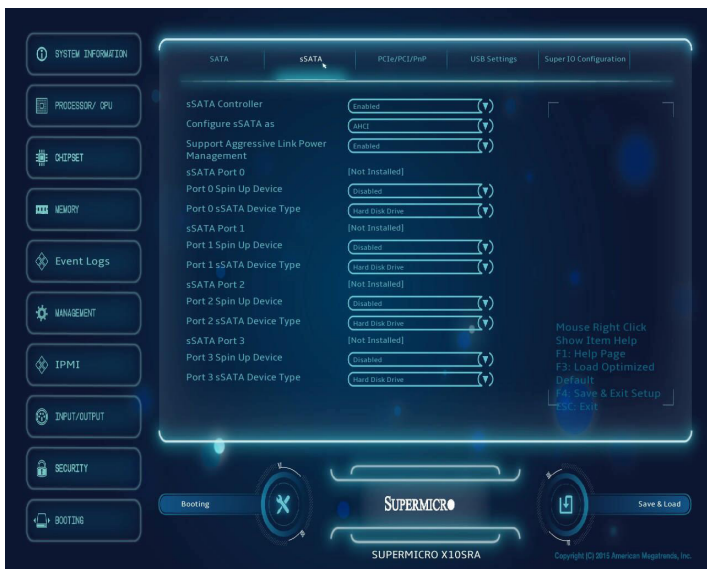 SYSTEM INFORMATION
PROCESSOR/ CPU
CHIPSET
MEMORY
Event Logs
MANAGEMENT
IPMI
INPUT/OUTPUT
SECURITY
BOOTING
SATA sSATA PCIe/PCI/PnP USB Settings Super IO Configuration
sSATA Controller Enabled
Configure sSATA as AHCI
Support Aggressive Link Power Enabled
Management
sSATA Port 0 [Not Installed]
Port 0 Spin Up Device Disabled
Port 0 sSATA Device Type Hard Disk Drive
sSATA Port 1 [Not Installed]
Port 1 Spin Up Device Disabled
Port 1 sSATA Device Type Hard Disk Drive
sSATA Port 2 [Not Installed]
Port 2 Spin Up Device Disabled
Port 2 sSATA Device Type Hard Disk Drive
sSATA Port 3 [Not Installed]
Port 3 Spin Up Device Disabled
Port 3 sSATA Device Type Hard Disk Drive
Mouse Right Click
Show Item Help
F1: Help Page
F3: Load Optimized
Default
F4: Save & Exit Setup
ESC: Exit
Booting
SUPERMICRO
Save & Load
SUPERMICRO X10SRA
Copyright (C) 2015 American Megatrends, Inc.